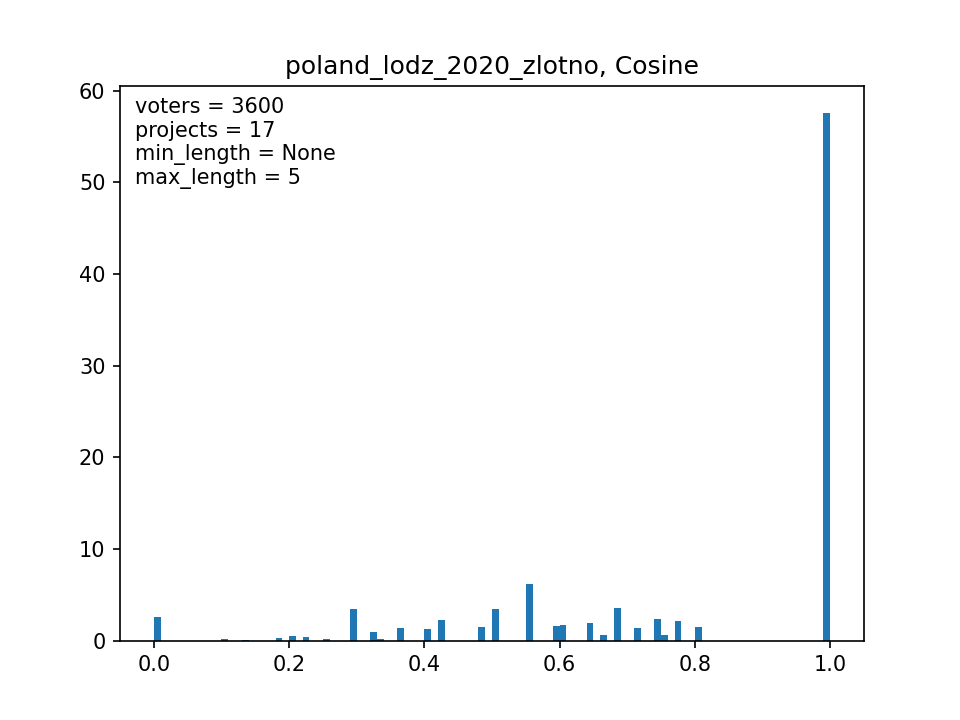 poland_lodz_2020_zlotno, Cosine
voters = 3600
projects = 17
min_length = None
max_length = 5
60
50
40
30
20
10
0
0.0 0.2 0.4 0.6 0.8 1.0